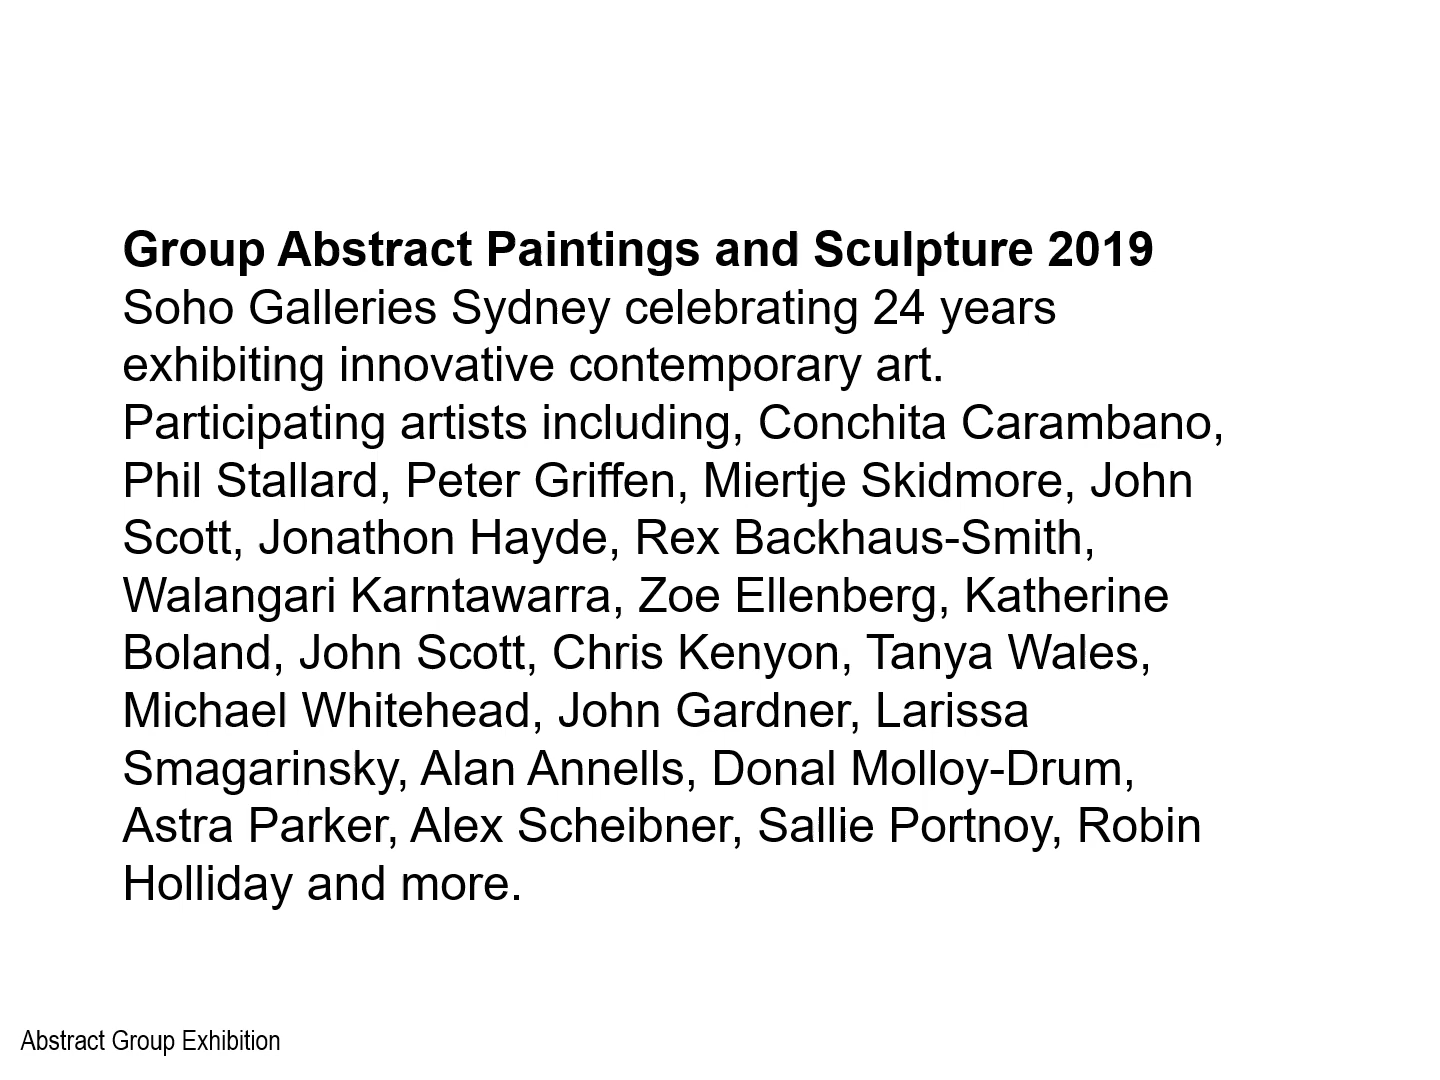 Group Abstract Paintings and Sculpture 2019
Soho Galleries Sydney celebrating 24 years
exhibiting innovative contemporary art.
Participating artists including, Conchita Carambano,
Phil Stallard, Peter Griffen, Miertje Skidmore, John
Scott, Jonathon Hayde, Rex Backhaus-Smith,
Walangari Karntawarra, Zoe Ellenberg, Katherine
Boland, John Scott, Chris Kenyon, Tanya Wales,
Michael Whitehead, John Gardner, Larissa
Smagarinsky, Alan Annells, Donal Molloy-Drum,
Astra Parker, Alex Scheibner, Sallie Portnoy, Robin
Holliday and more.
Abstract Group Exhibition